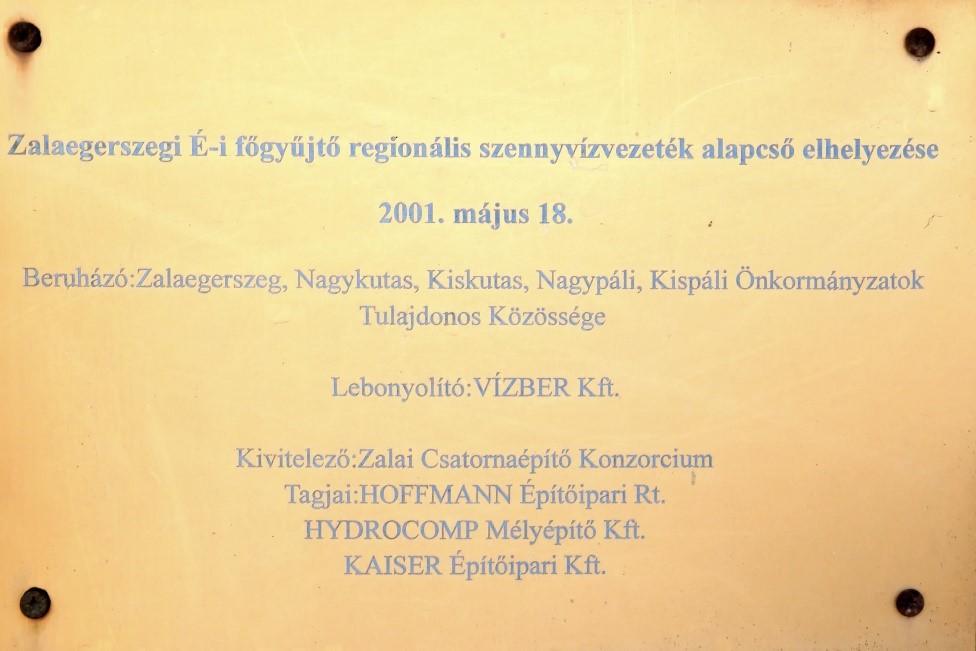 Zalaegerszegi É-i főgyűjtő regionális szennyvízvezeték alapcső elhelyezése
2001. május 18.
Beruházó:Zalaegerszeg, Nagykutas, Kiskutas, Nagypáli, Kispáli Önkormányzatok
Tulajdonos Közössége
Lebonyolító:VÍZBER Kft.
Kivitelező:Zalai Csatornaépítő Konzorcium
Tagjai:HOFFMANN Építőipari Rt.
HYDROCOMP Mélyépítő Kft.
KAISER Építőipari Kft.